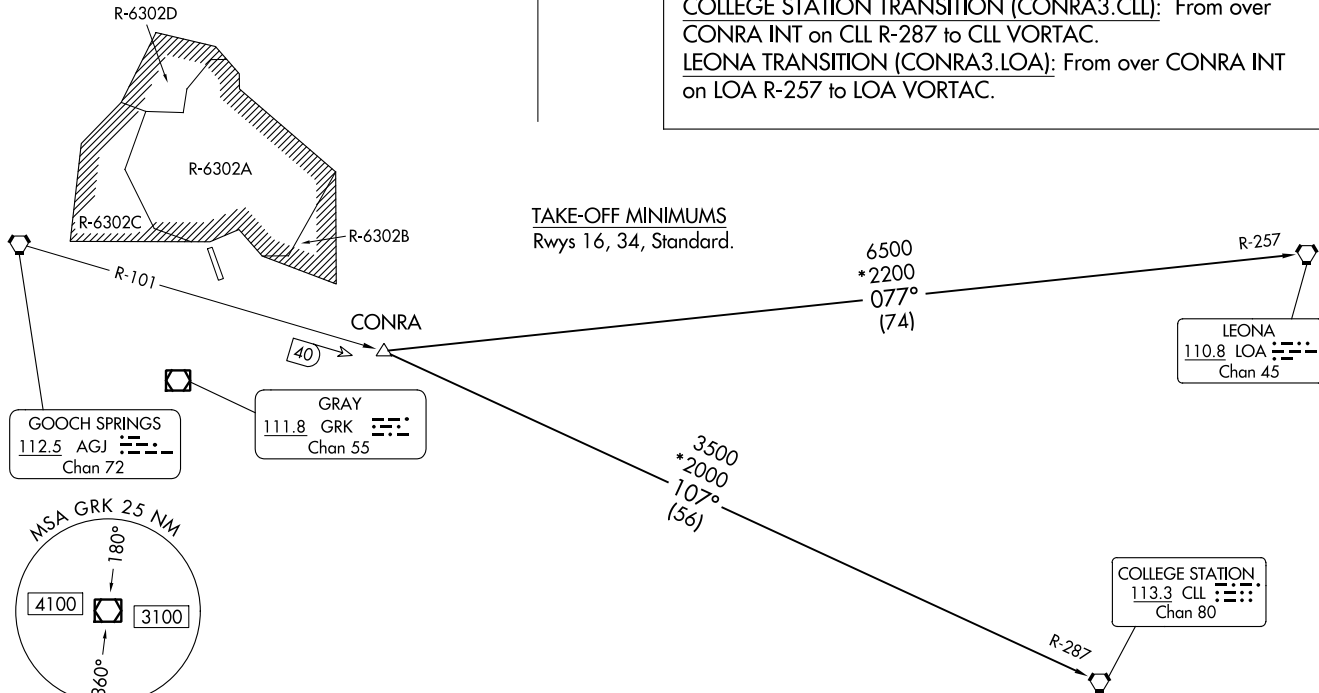 COLLEGE STATION TRANSITION (CONRA3.CLL): From over
CONRA INT on CLL R-287 to CLL VORTAC.
LEONA TRANSITION (CONRA3.LOA): From over CONRA INT
on LOA R-257 to LOA VORTAC.
R-6302D
R-6302A
R-6302C
R-6302B
TAKE-OFF MINIMUMS
Rwys 16, 34, Standard.
R-101
CONRA
40
6500
*2200
077°
(74)
R-257
LEONA
110.8 LOA
Chan 45
GOOCH SPRINGS
112.5 AGJ
Chan 72
GRAY
111.8 GRK
Chan 55
3500
*2000
107°
(56)
MSA GRK 25 NM
180°
4100
3100
360°
COLLEGE STATION
113.3 CLL
Chan 80
R-287